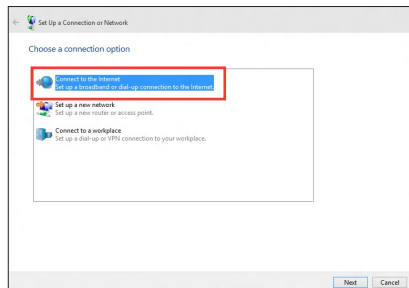 Set Up a Connection or Network
Choose a connection option
Connect to the Internet
Set up a broadband or dial-up connection to the Internet.
Set up a new network
Set up a new router or access point.
Connect to a workplace
Set up a dial-up or VPN connection to your workplace.
Next Cancel